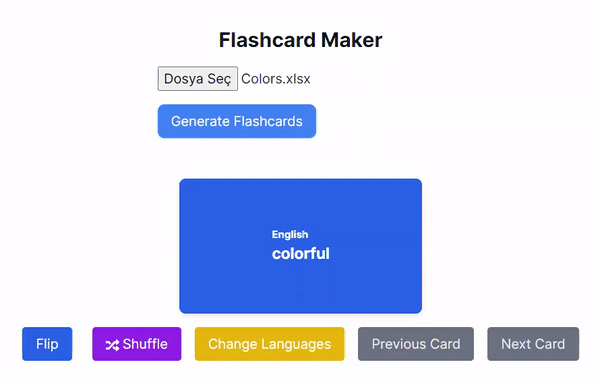 Flashcard Maker
Dosya Seç Colors.xlsx
Generate Flashcards
English
colorful
Flip Shuffle Change Languages Previous Card Next Card